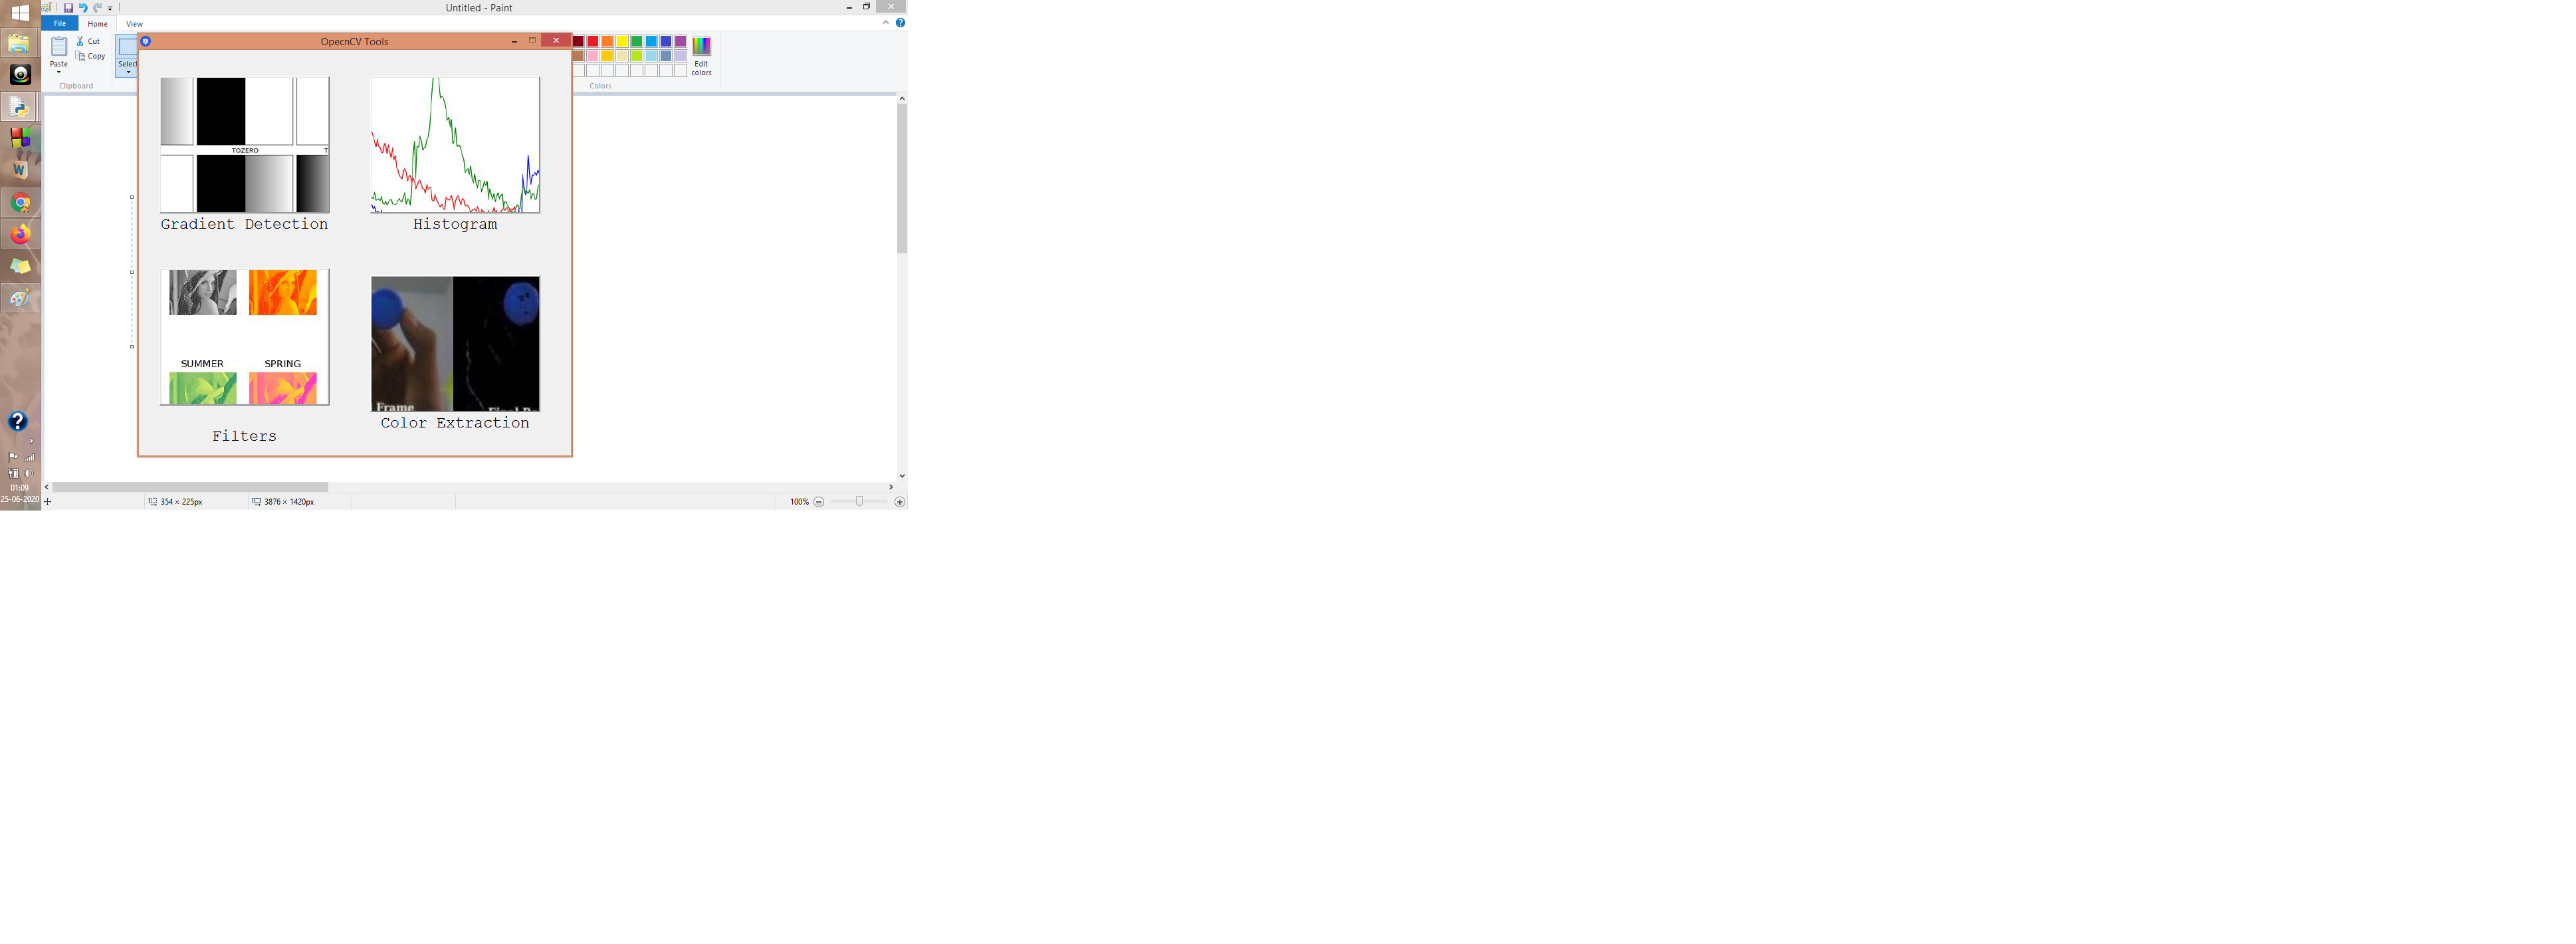 Untitled - Paint
File
Home
View
Cut
Copy
Paste
Select
Clipboard
Edit
colors
Colors
OpecnCV Tools
TOZERO
T
Gradient Detection
Histogram
SUMMER
SPRING
Filters
Frame
Color Extraction
01:09
25-06-2020
354 × 225px
3876 × 1420px
100%